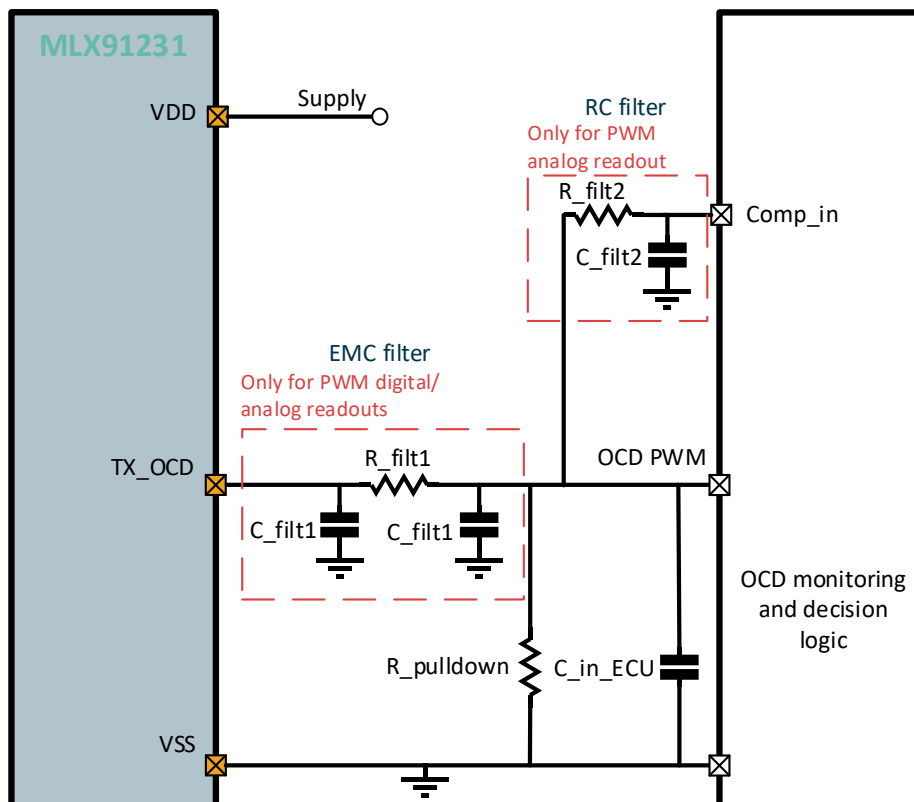 MLX91231
VDD
Supply
RC filter
Only for PWM
analog readout
R_filt2
Comp_in
C_filt2
EMC filter
Only for PWM digital/
analog readouts
TX_OCD
R_filt1
OCD PWM
C_filt1
C_filt1
OCD monitoring
and decision
logic
R_pulldown
C_in_ECU
VSS